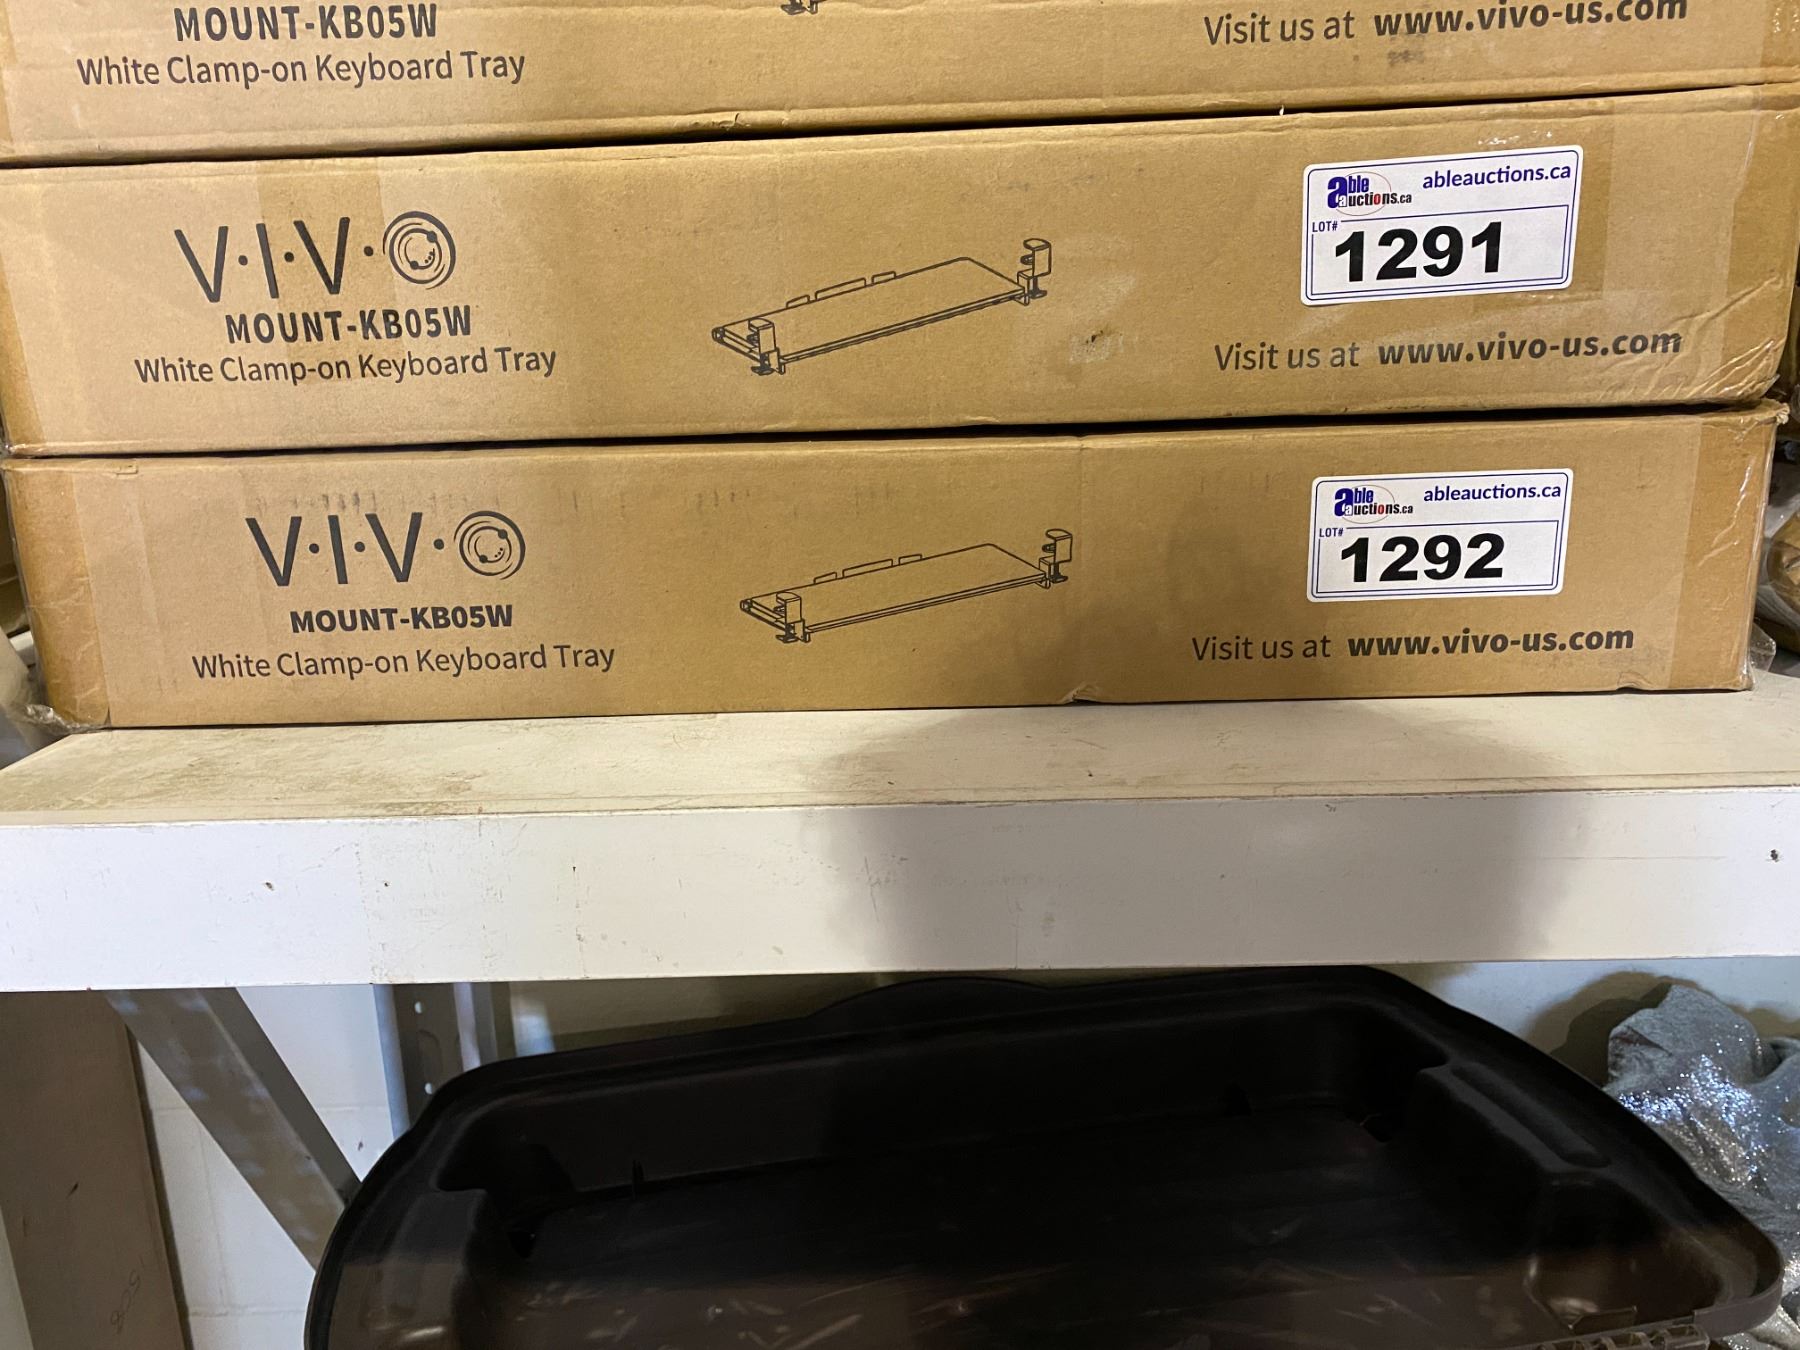 MOUNT-KB05W
White Clamp-on Keyboard Tray
Visit us at www.vivo-us.com
V·I·V·O
MOUNT-KB05W
White Clamp-on Keyboard Tray
able auctions.ca
ableauctions.ca
LOT#
1291
Visit us at www.vivo-us.com
V·I·V·O
MOUNT-KB05W
White Clamp-on Keyboard Tray
able auctions.ca
ableauctions.ca
LOT#
1292
Visit us at www.vivo-us.com